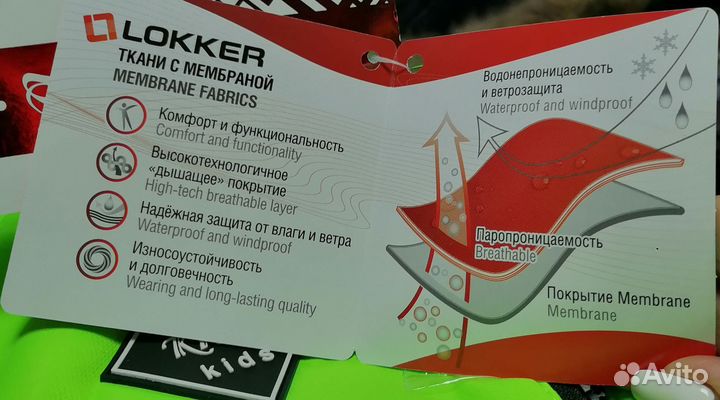 LOKKER
ТКАНИ С МЕМБРАНОЙ
MEMBRANE FABRICS
Комфорт и функциональность
Comfort and functionality
Высокотехнологичное
«дышащее» покрытие
High-tech breathable layer
Надёжная защита от влаги и ветра
Waterproof and windproof
Износоустойчивость
и долговечность
Wearing and long-lasting quality
Водонепроницаемость
и ветрозащита
Waterproof and windproof
Паропроницаемость
Breathable
Покрытие Membrane
Membrane
kids
Avito